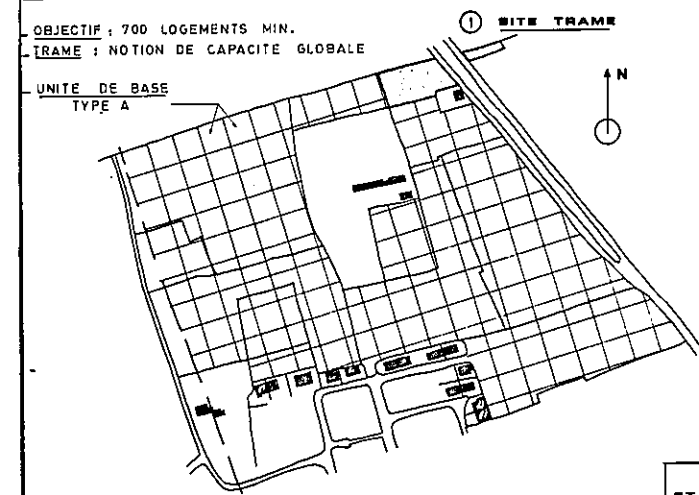 OBJECTIF : 700 LOGEMENTS MIN.
TRAME : NOTION DE CAPACITE GLOBALE
UNITE DE BASE
TYPE A
1 SITE TRAME
N